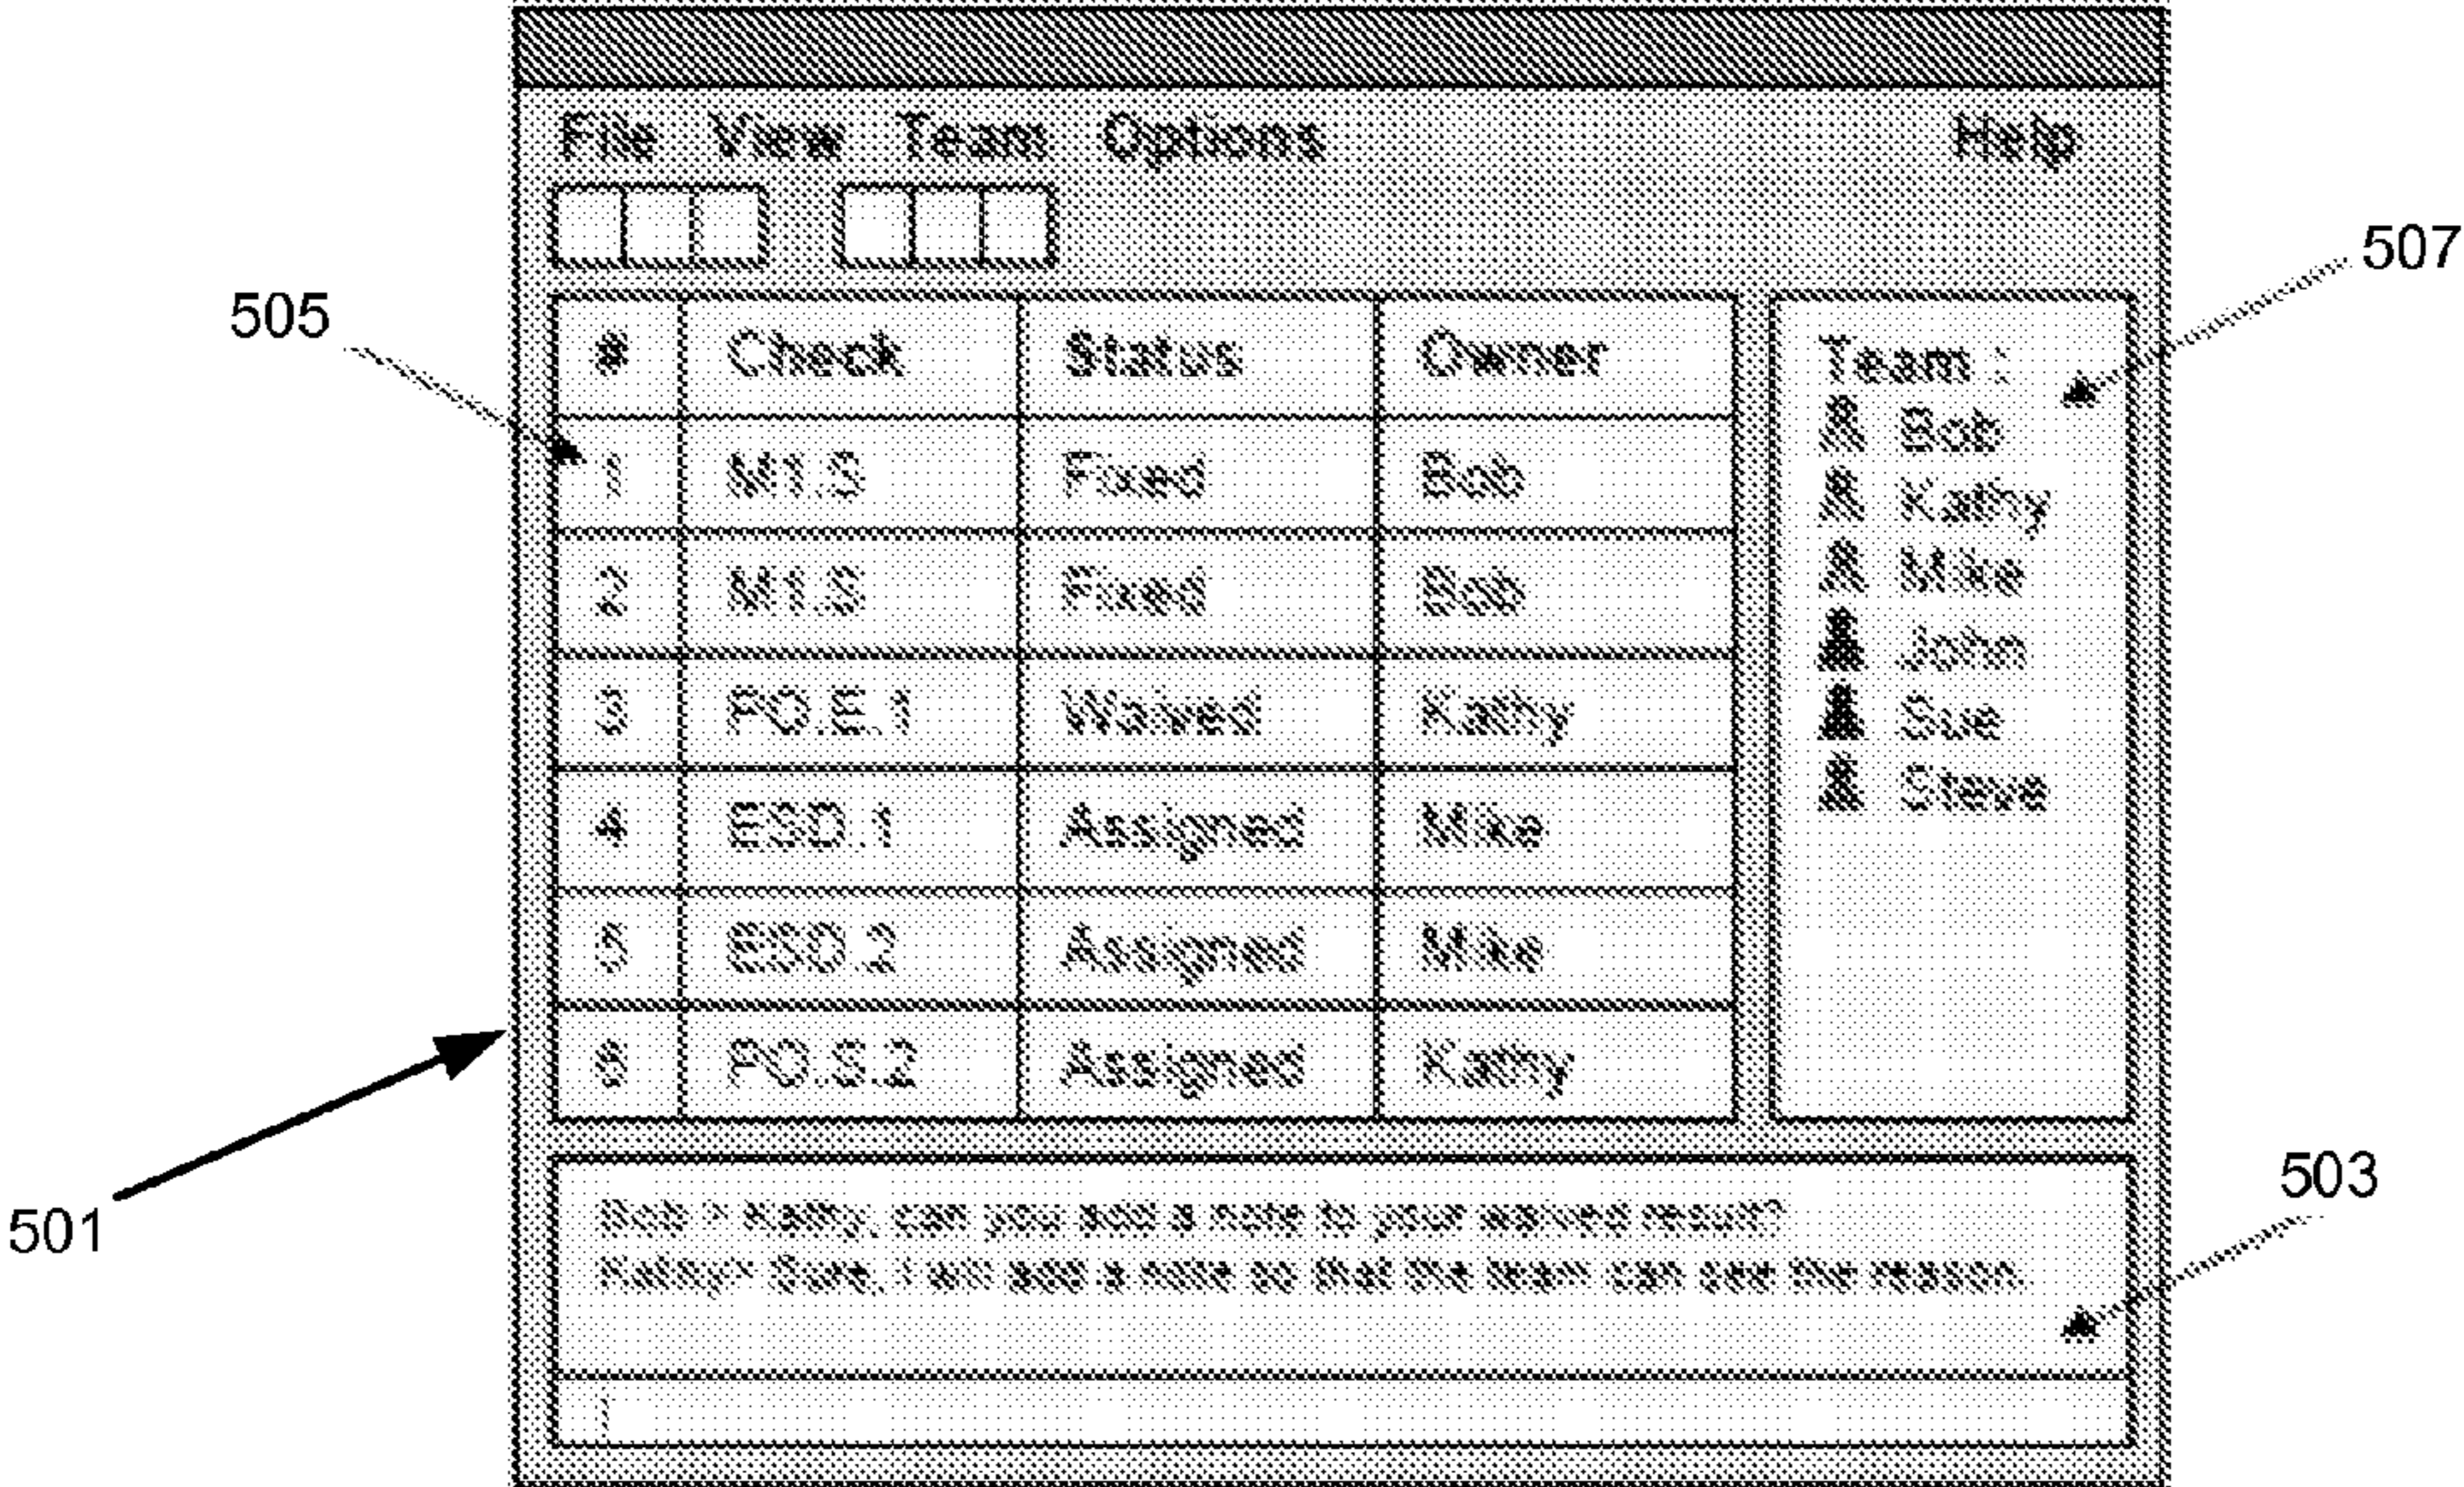 File View Team Options Help
507
505
# Check Status Owner
Team :
1 M1.S Fixed Bob
2 M1.S Fixed Bob
3 PO.E.1 Waived Kathy
4 ESD.1 Assigned Mike
5 ESD.2 Assigned Mike
6 PO.S.2 Assigned Kathy
Bob
Kathy
Mike
John
Sue
Steve
501
503
Bob > Kathy, can you add a note to your waived result?
Kathy> Sure, I will add a note so that the team can see the reason.